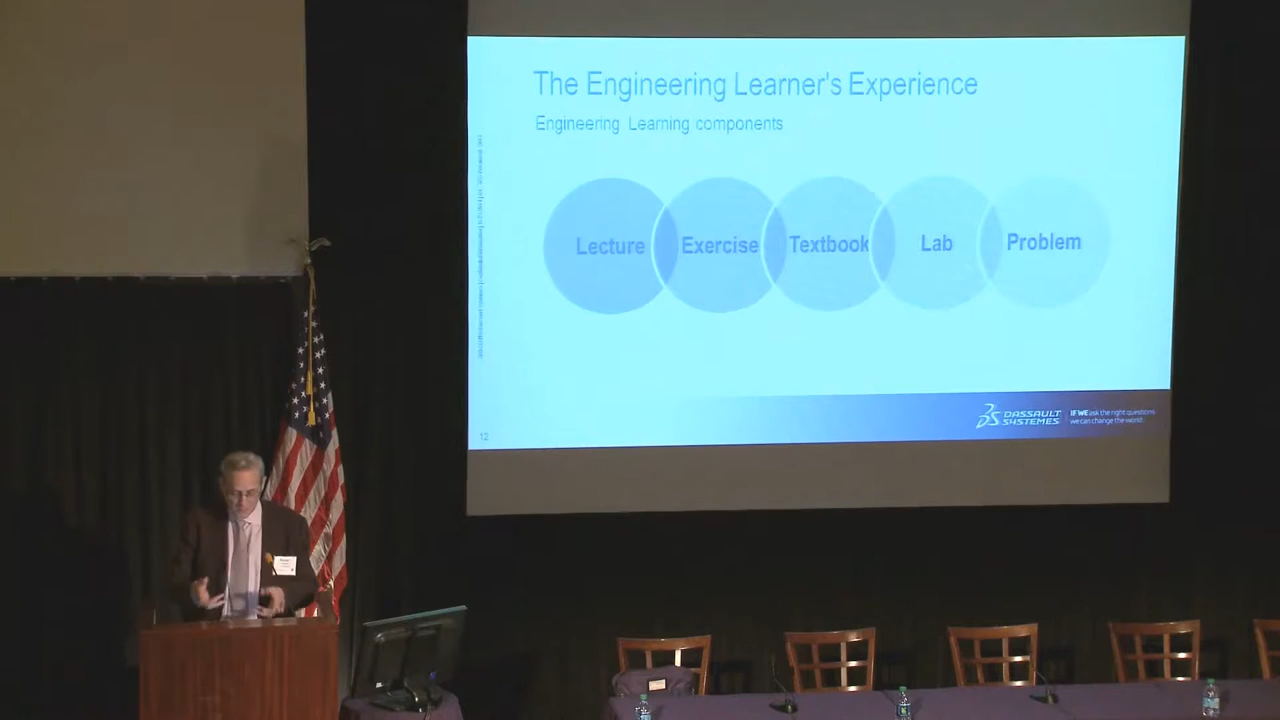 The Engineering Learner's Experience
Engineering Learning components
Lecture
Exercise
Textbook
Lab
Problem
12
DASSAULT
SYSTEMES
IF WE ask the right questions
we can change the world.